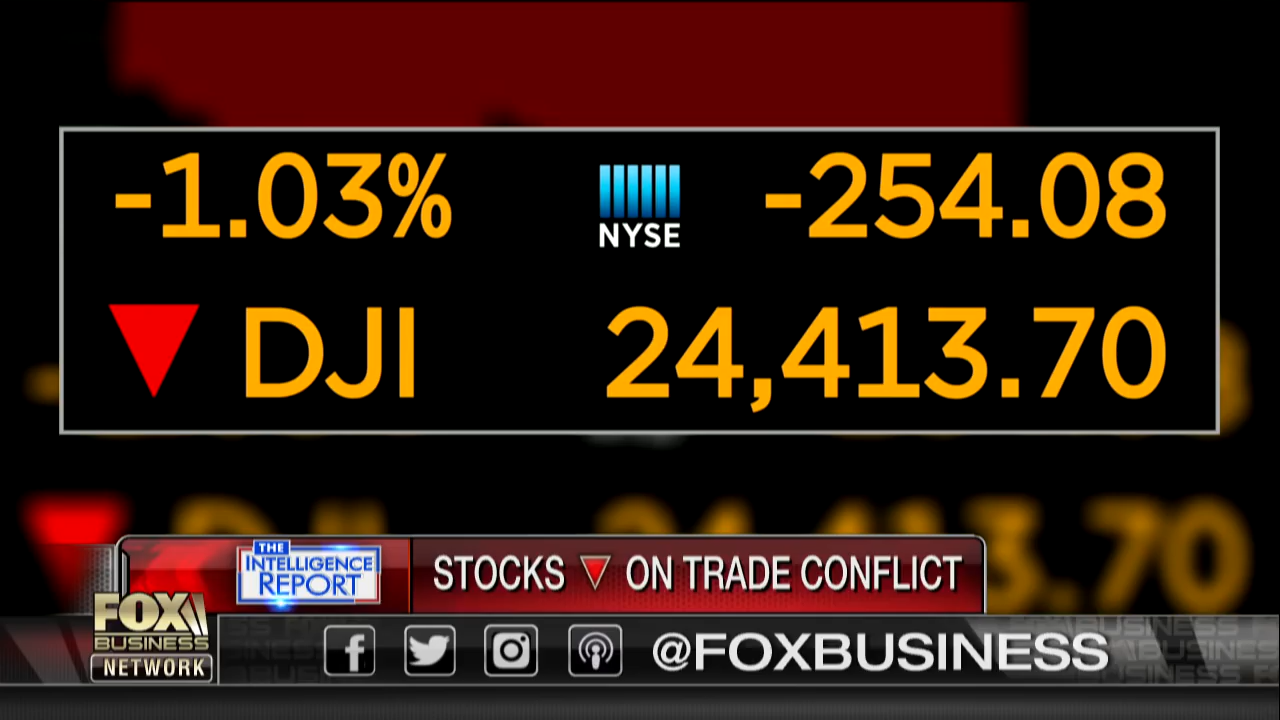 -1.03% NYSE -254.08
▼ DJI 24,413.70
THE
INTELLIGENCE
REPORT
STOCKS ▼ ON TRADE CONFLICT
FOX
BUSINESS
NETWORK
@FOXBUSINESS